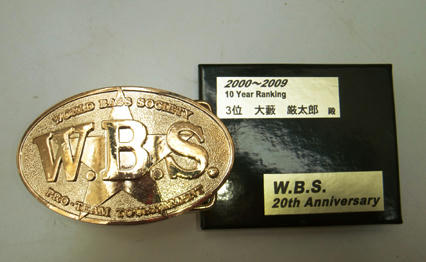 WORLD BASS SOCIETY
W.B.S.
PRO-TEAM TOURNAMENT
2000～2009
10 Year Ranking
3位 大藪 厳太郎 殿
W.B.S.
20th Anniversary